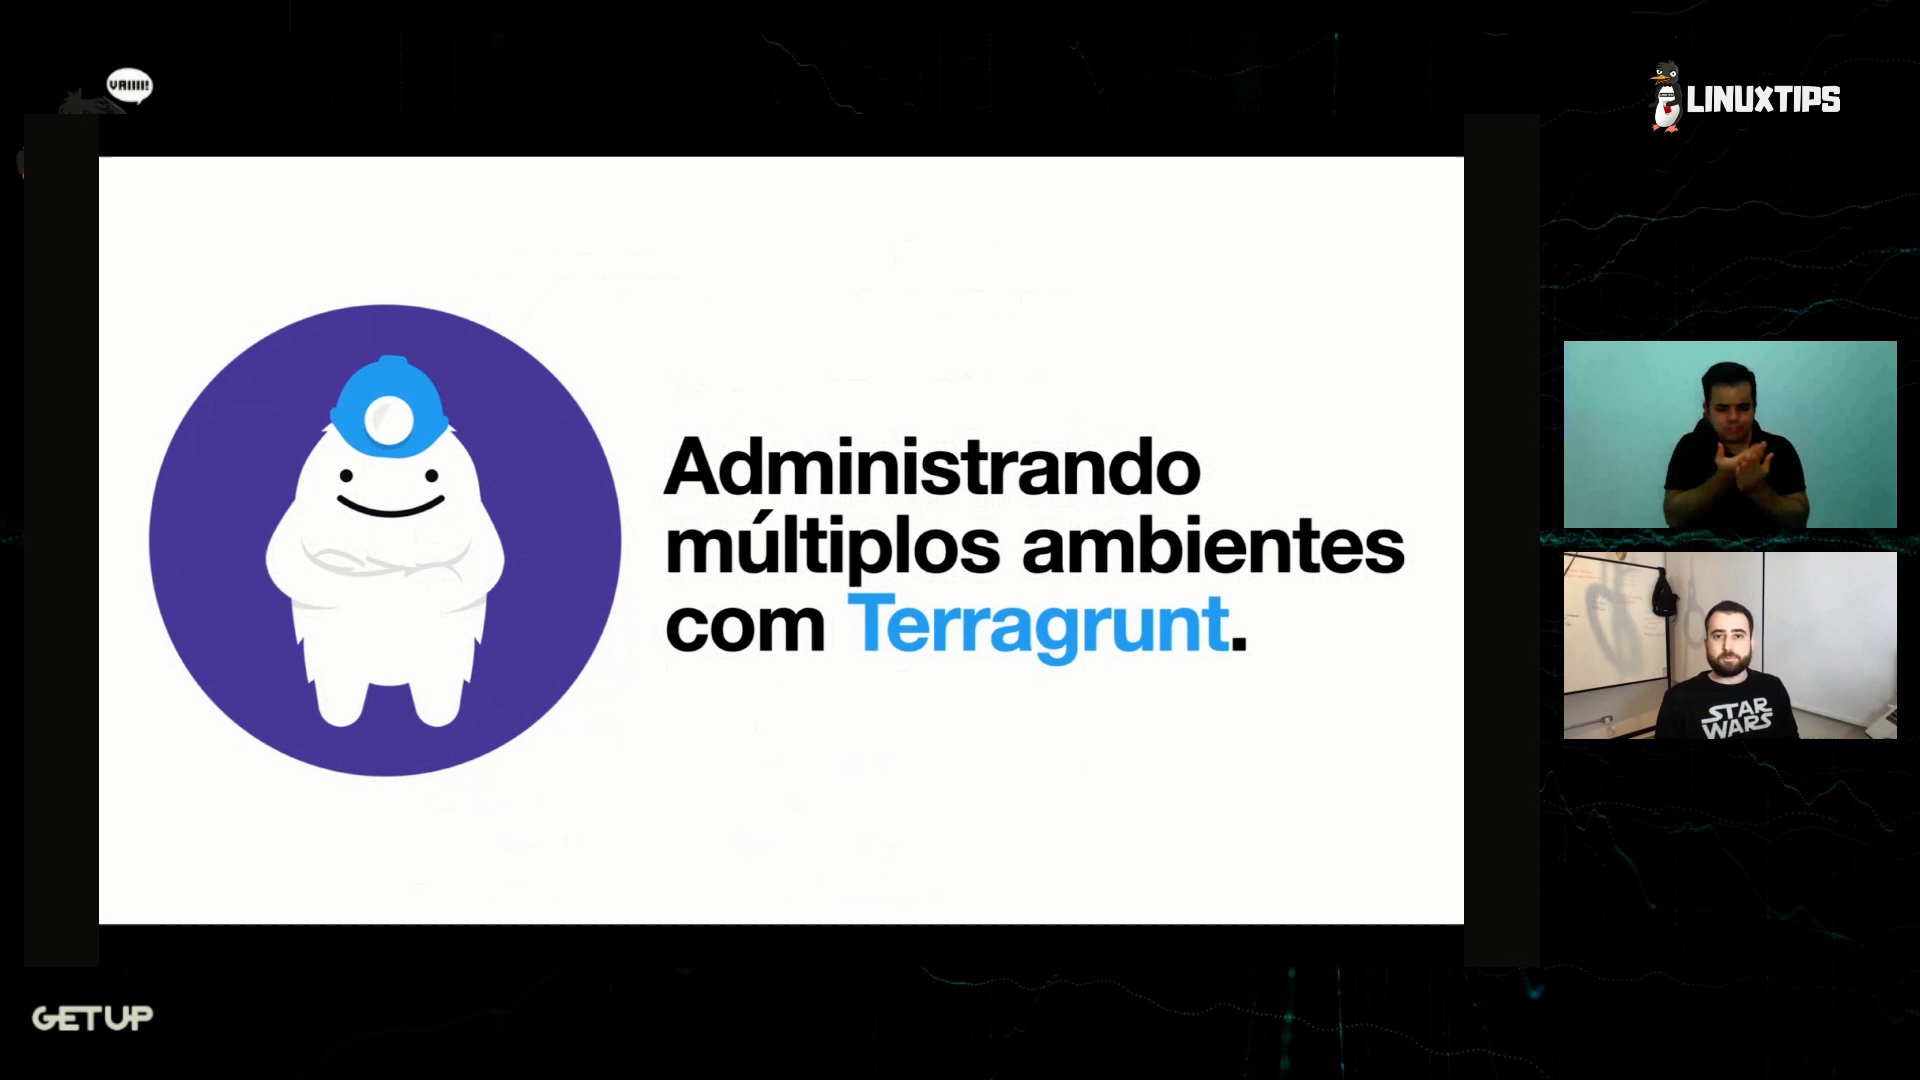 VAIIII!
LINUXTIPS
Administrando
múltiplos ambientes
com Terragrunt.
STAR
WARS
GETUP